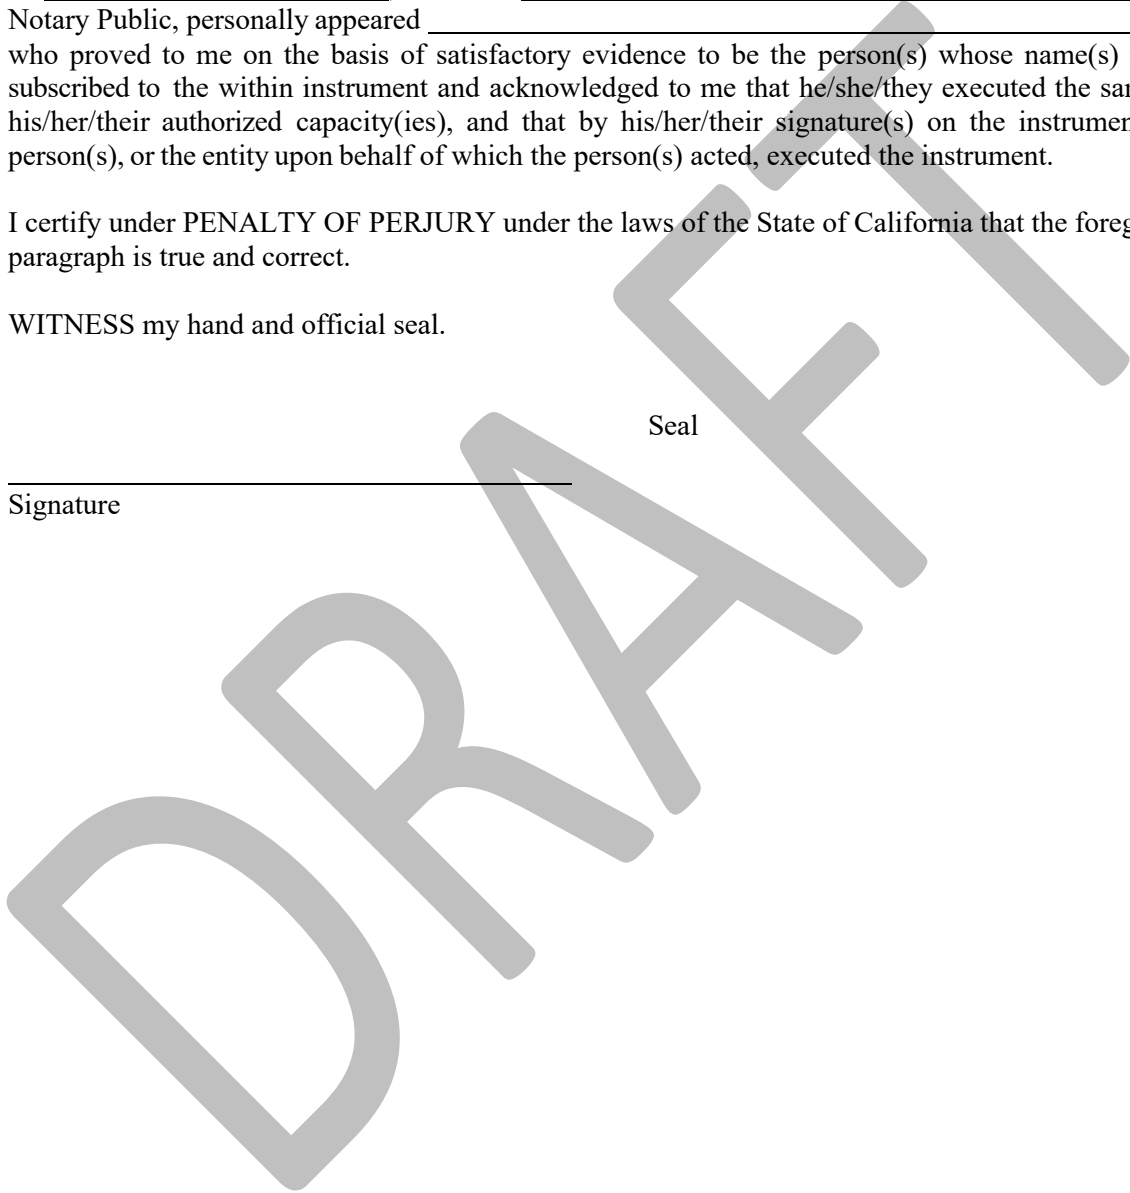 Notary Public, personally appeared
who proved to me on the basis of satisfactory evidence to be the person(s) whose name(s)
subscribed to the within instrument and acknowledged to me that he/she/they executed the
his/her/their authorized capacity(ies), and that by his/her/their signature(s) on the
person(s), or the entity upon behalf of which the person(s) acted, executed the instrument.
I certify under PENALTY OF PERJURY under the laws of the State of California that the
paragraph is true and correct.
WITNESS my hand and official seal.
Seal
Signature
DRAFT